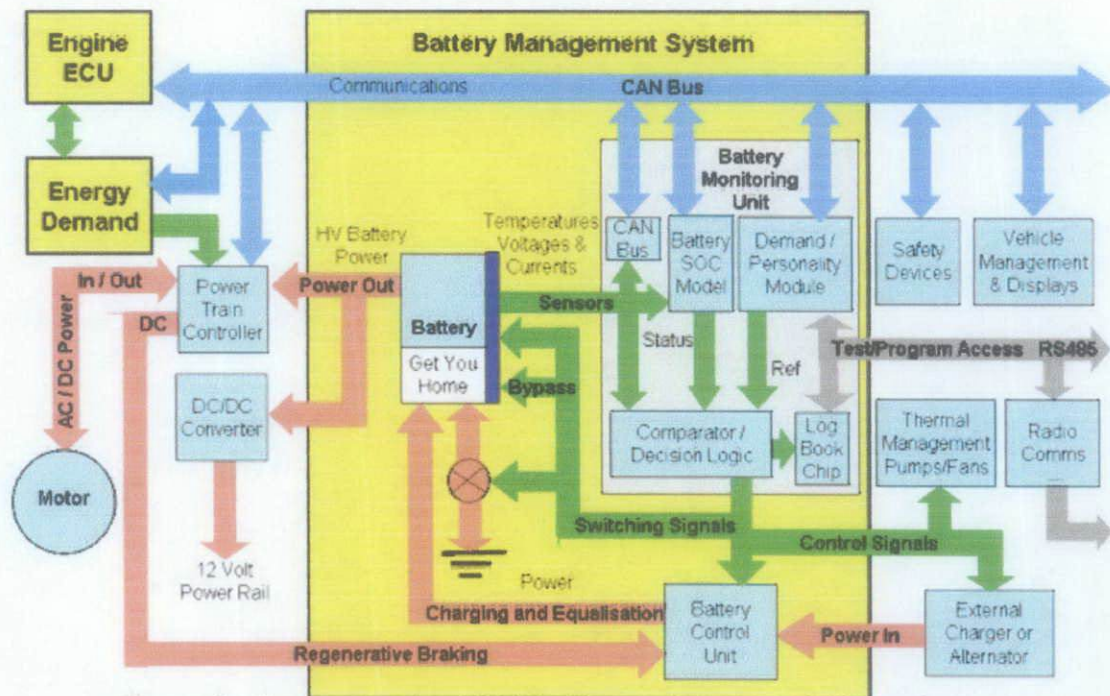 Engine
ECU
Battery Management System
Communications
CAN Bus
Energy
Demand
Battery
Monitoring
Unit
HV Battery
Power
Temperatures
Voltages &
Currents
CAN
Bus
Battery
SOC
Model
Demand /
Personality
Module
Safety
Devices
Vehicle
Management
& Displays
In / Out
Power
Train
Controller
Power Out
Battery
Sensors
DC
Status
Test/Program Access RS485
AC / DC Power
Get You
Home
Bypass
Ref
DC/DC
Converter
Comparator /
Decision Logic
Log
Book
Chip
Thermal
Management
Pumps/Fans
Radio
Comms
Motor
Switching Signals
Control Signals
12 Volt
Power Rail
Power
Charging and Equalisation
Battery
Control
Unit
Power In
External
Charger or
Alternator
Regenerative Braking